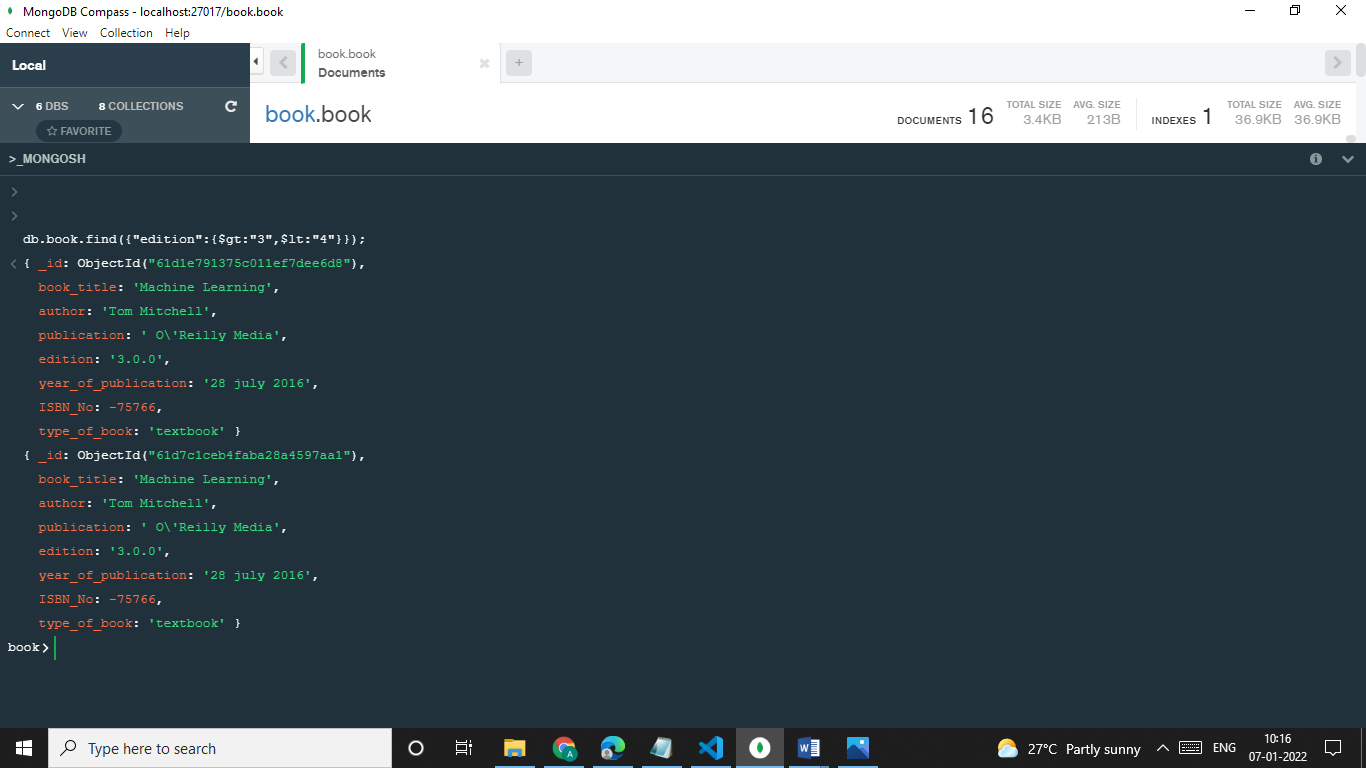 MongoDB Compass - localhost:27017/book.book
Connect View Collection Help
Local
book.book
Documents
6 DBS 8 COLLECTIONS
FAVORITE
book.book
DOCUMENTS 16 TOTAL SIZE 3.4KB AVG. SIZE 213B INDEXES 1 TOTAL SIZE 36.9KB AVG. SIZE 36.9KB
>_MONGOSH
>
>
db.book.find({"edition":{$gt:"3",$lt:"4"}});
< { _id: ObjectId("61d1e791375c011ef7dee6d8"),
book_title: 'Machine Learning',
author: 'Tom Mitchell',
publication: ' O\'Reilly Media',
edition: '3.0.0',
year_of_publication: '28 july 2016',
ISBN_No: -75766,
type_of_book: 'textbook' }
{ _id: ObjectId("61d7c1ceb4faba28a4597aa1"),
book_title: 'Machine Learning',
author: 'Tom Mitchell',
publication: ' O\'Reilly Media',
edition: '3.0.0',
year_of_publication: '28 july 2016',
ISBN_No: -75766,
type_of_book: 'textbook' }
book>
Type here to search
27°C Partly sunny
ENG
10:16
07-01-2022